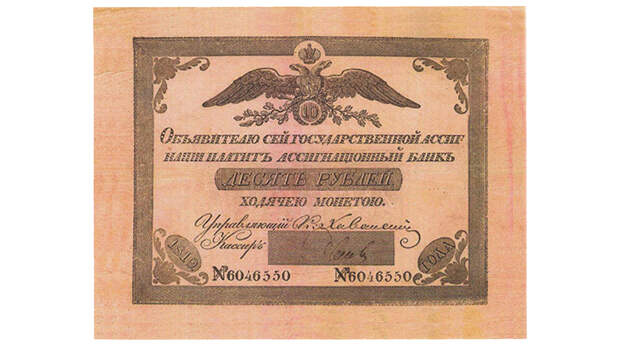 10
ОБЪЯВИТЕЛЮ СЕЙ ГОСУДАРСТВЕННОЙ АССИГ
НАЦІИ ПЛАТИТЪ АССИГНАЦІОННЫЙ БАНКЪ
ДЕСЯТЬ РУБЛЕЙ
ХОДЯЧЕЮ МОНЕТОЮ.
Управляющій
Кассиръ
1819 ГОДА
№6046550 №6046550